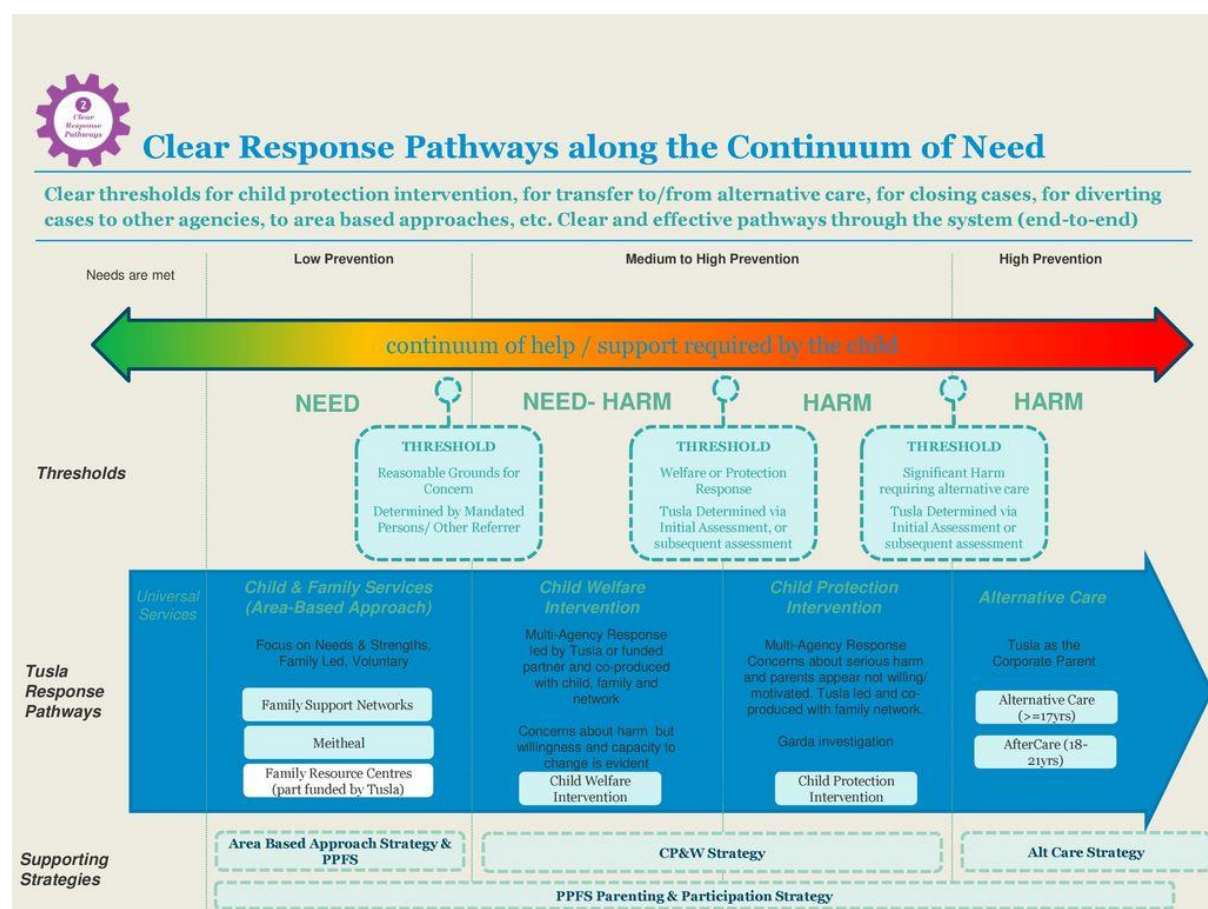 2
Clear
Response
Pathways
Clear Response Pathways along the Continuum of Need
Clear thresholds for child protection intervention, for transfer to/from alternative care, for closing cases, for diverting
cases to other agencies, to area based approaches, etc. Clear and effective pathways through the system (end-to-end)
Needs are met
Low Prevention
Medium to High Prevention
High Prevention
continuum of help / support required by the child
NEED
NEED- HARM
HARM
HARM
Thresholds
THRESHOLD
Reasonable Grounds for
Concern
Determined by Mandated
Persons/ Other Referrer
THRESHOLD
Welfare or Protection
Response
Tusla Determined via
Initial Assessment, or
subsequent assessment
THRESHOLD
Significant Harm
requiring alternative care
Tusla Determined via
Initial Assessment or
subsequent assessment
Tusla
Response
Pathways
Universal
Services
Child & Family Services
(Area-Based Approach)
Focus on Needs & Strengths,
Family Led, Voluntary
Family Support Networks
Meitheal
Family Resource Centres
(part funded by Tusla)
Child Welfare
Intervention
Multi-Agency Response
led by Tusla or funded
partner and co-produced
with child, family and
network
Concerns about harm but
willingness and capacity to
change is evident
Child Welfare
Intervention
Child Protection
Intervention
Multi-Agency Response
Concerns about serious harm
and parents appear not willing/
motivated. Tusla led and co-
produced with family network.
Garda investigation
Child Protection
Intervention
Alternative Care
Tusla as the
Corporate Parent
Alternative Care
(>=17yrs)
AfterCare (18-
21yrs)
Supporting
Strategies
Area Based Approach Strategy &
PPFS
CP&W Strategy
Alt Care Strategy
PPFS Parenting & Participation Strategy